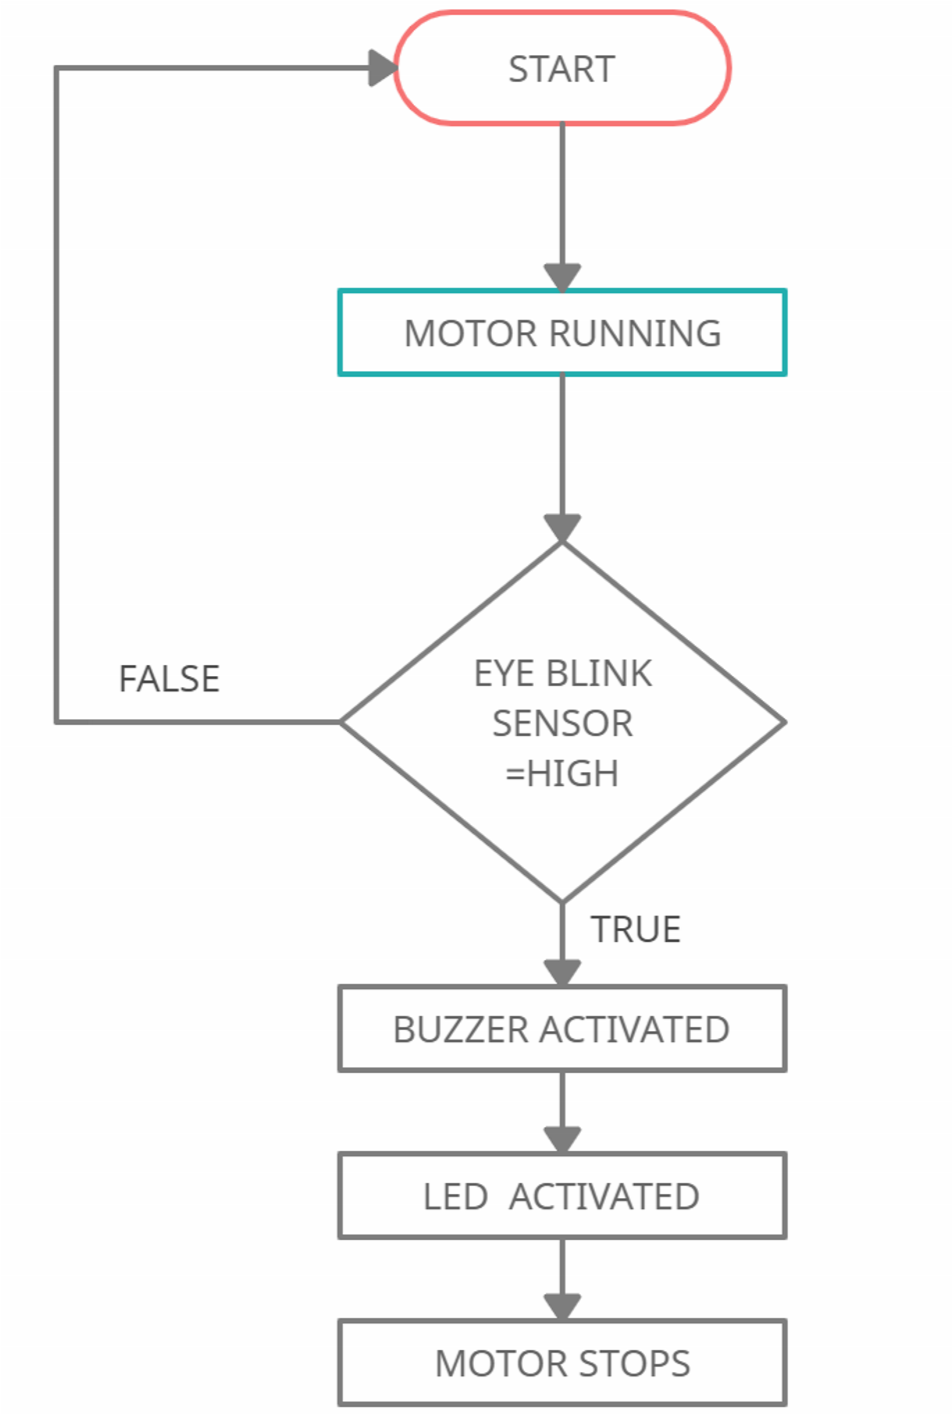 START
MOTOR RUNNING
FALSE
EYE BLINK
SENSOR
=HIGH
TRUE
BUZZER ACTIVATED
LED  ACTIVATED
MOTOR STOPS